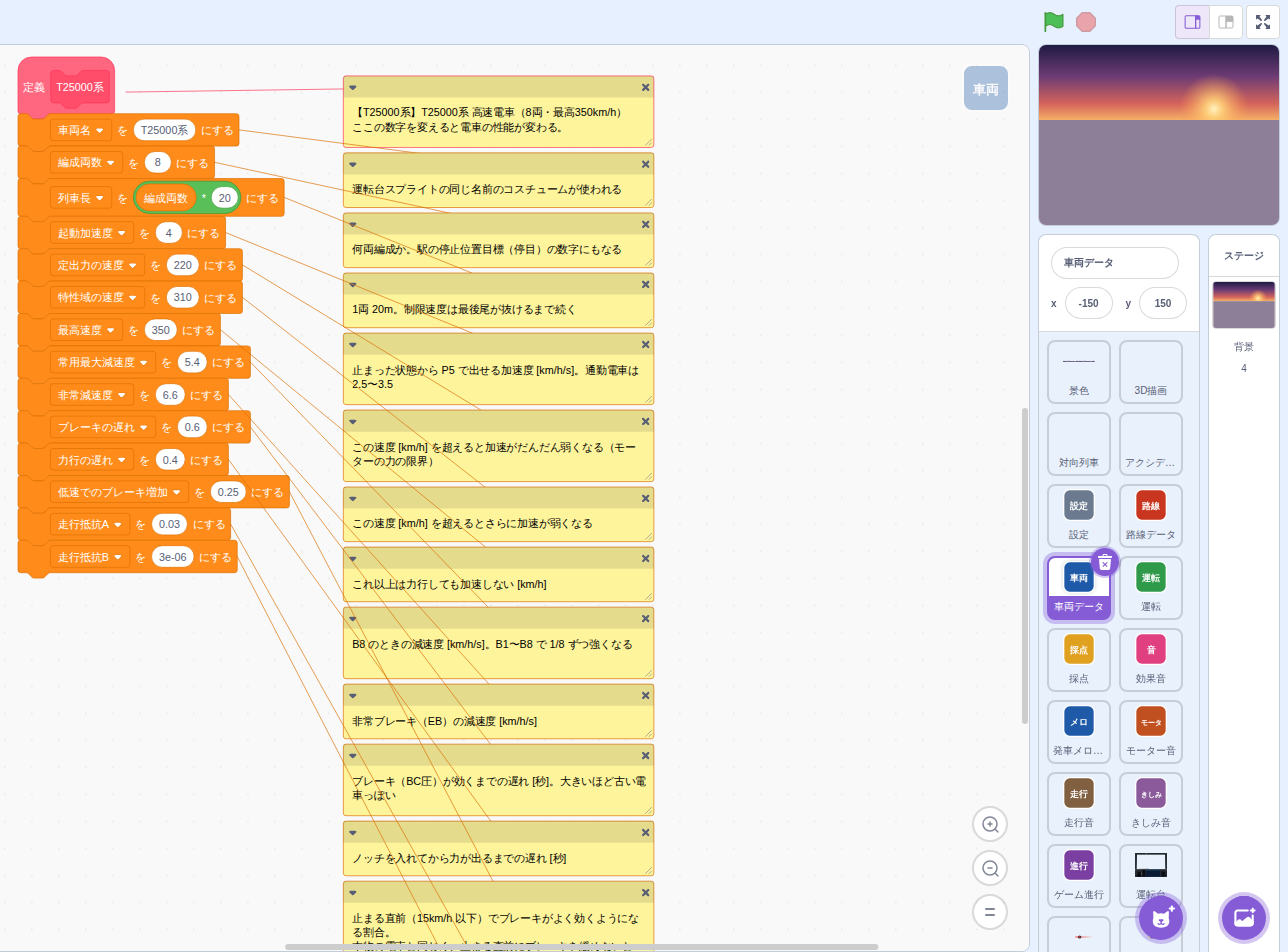 定義 T25000系
車両名 を T25000系 にする
編成両数 を 8 にする
列車長 を 編成両数 * 20 にする
起動加速度 を 4 にする
定出力の速度 を 220 にする
特性域の速度 を 310 にする
最高速度 を 350 にする
常用最大減速度 を 5.4 にする
非常減速度 を 6.6 にする
ブレーキの遅れ を 0.6 にする
力行の遅れ を 0.4 にする
低速でのブレーキ増加 を 0.25 にする
走行抵抗A を 0.03 にする
走行抵抗B を 3e-06 にする
【T25000系】T25000系 高速電車（8両・最高350km/h）
ここの数字を変えると電車の性能が変わる。
運転台スプライトの同じ名前のコスチュームが使われる
何両編成か。駅の停止位置目標（停目）の数字にもなる
1両 20m。制限速度は最後尾が抜けるまで続く
止まった状態から P5 で出せる加速度 [km/h/s]。通勤電車は
2.5〜3.5
この速度 [km/h] を超えると加速がだんだん弱くなる（モー
ターの力の限界）
この速度 [km/h] を超えるとさらに加速が弱くなる
これ以上は力行しても加速しない [km/h]
B8 のときの減速度 [km/h/s]。B1〜B8 で 1/8 ずつ強くなる
非常ブレーキ（EB）の減速度 [km/h/s]
ブレーキ（BC圧）が効くまでの遅れ [秒]。大きいほど古い電
車っぽい
ノッチを入れてから力が出るまでの遅れ [秒]
止まる直前（15km/h 以下）でブレーキがよく効くようにな
る割合。
車両
車両データ
x -150 y 150
ステージ
背景
4
景色
3D描画
対向列車
アクシデ…
設定
設定
路線
路線データ
車両
車両データ
運転
運転
採点
採点
音
効果音
メロ
発車メロ…
モータ
モーター音
走行
走行音
きしみ
きしみ音
進行
ゲーム進行
運転台